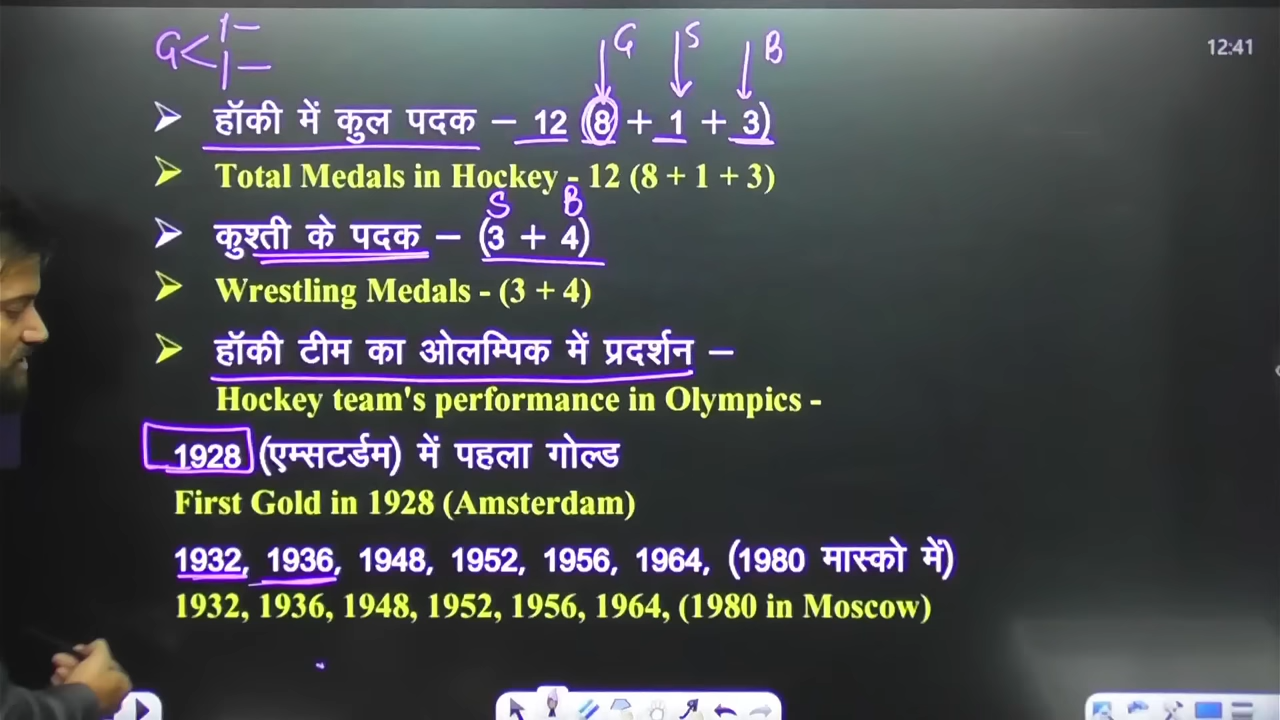 G< 1-
1-
G S B
12:41
हॉकी में कुल पदक – 12 (8 + 1 + 3)
Total Medals in Hockey - 12 (8 + 1 + 3)
S B
कुश्ती के पदक – (3 + 4)
Wrestling Medals - (3 + 4)
हॉकी टीम का ओलम्पिक में प्रदर्शन –
Hockey team's performance in Olympics -
1928 (एम्सटर्डम) में पहला गोल्ड
First Gold in 1928 (Amsterdam)
1932, 1936, 1948, 1952, 1956, 1964, (1980 मास्को में)
1932, 1936, 1948, 1952, 1956, 1964, (1980 in Moscow)